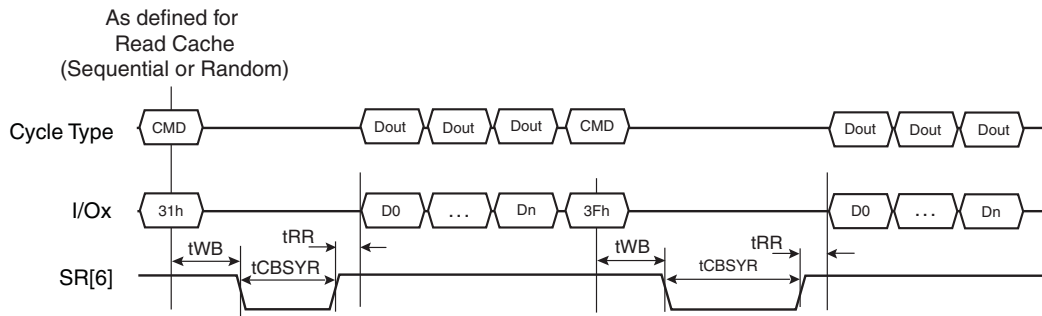 As defined for
Read Cache
(Sequential or Random)
Cycle Type CMD Dout Dout Dout CMD Dout Dout Dout
I/Ox 31h D0 ... Dn 3Fh D0 ... Dn
tWB tRR tWB tRR
tCBSYR tCBSYR
SR[6]